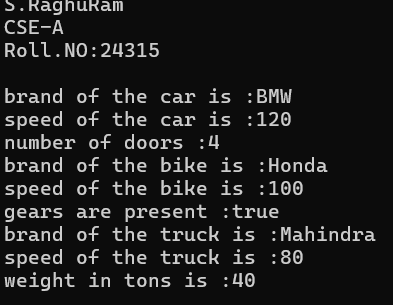 S.RaghuRam
CSE-A
Roll.NO:24315
brand of the car is :BMW
speed of the car is :120
number of doors :4
brand of the bike is :Honda
speed of the bike is :100
gears are present :true
brand of the truck is :Mahindra
speed of the truck is :80
weight in tons is :40